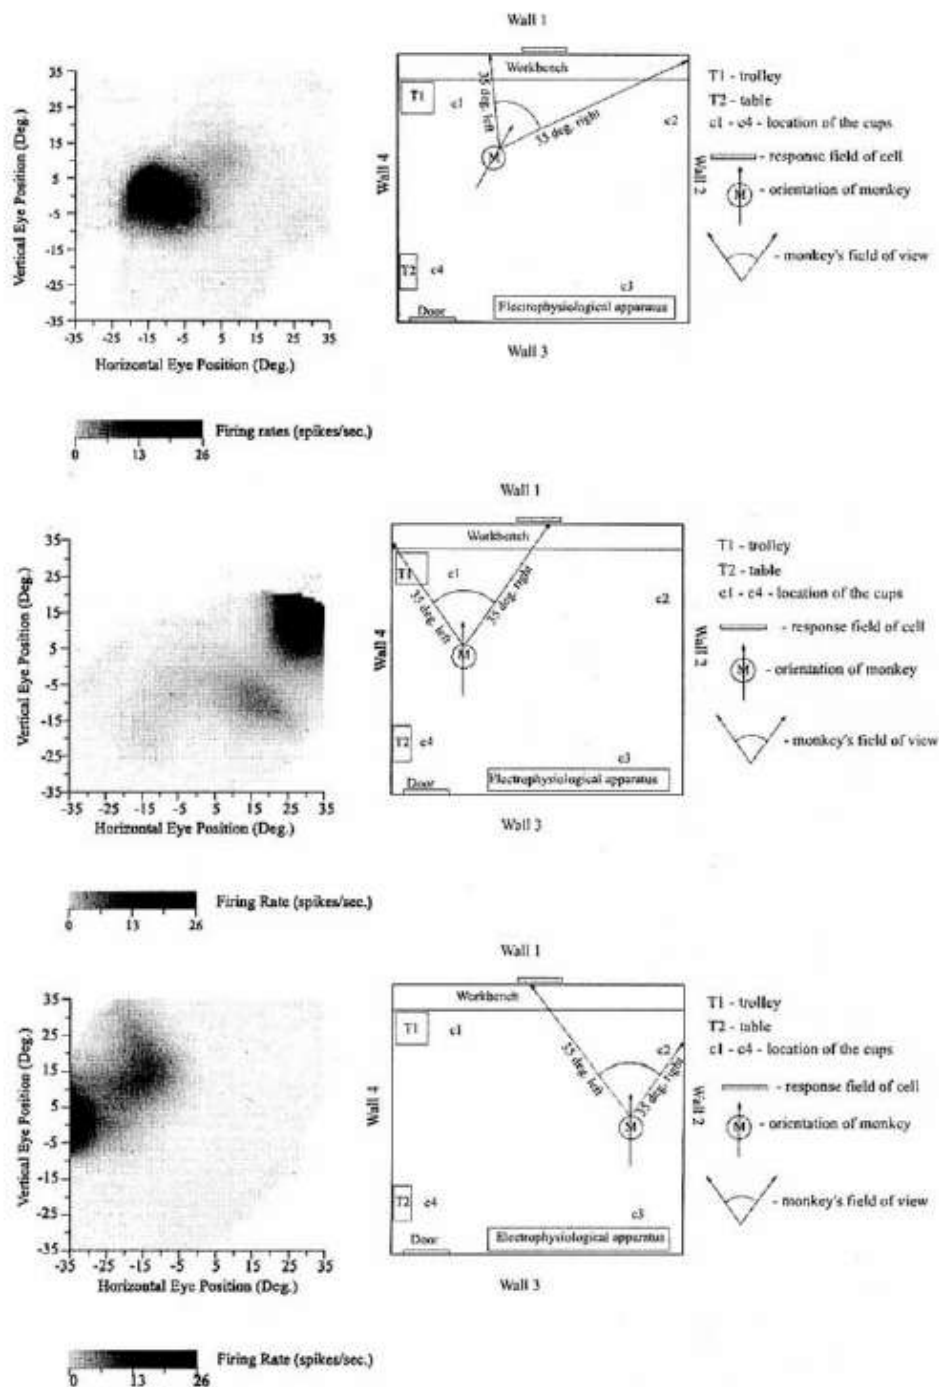 Wall 1
35
25
15
5
-5
-15
-25
-35
Vertical Eye Position (Deg.)
-35 -25 -15 -5 5 15 25 35
Horizontal Eye Position (Deg.)
0 13 26
Firing rates (spikes/sec.)
Workbench
T1
c1
c2
35 deg. left
35 deg. right
M
Wall 4
Wall 2
T2
c4
c3
Door
Electrophysiological apparatus
Wall 3
T1 - trolley
T2 - table
c1 - c4 - location of the cups
- response field of cell
M
- orientation of monkey
- monkey's field of view
Wall 1
35
25
15
5
-5
-15
-25
-35
Vertical Eye Position (Deg.)
-35 -25 -15 -5 5 15 25 35
Horizontal Eye Position (Deg.)
0 13 26
Firing Rate (spikes/sec.)
Workbench
T1
c1
c2
35 deg. left
35 deg. right
M
Wall 4
Wall 2
T2
c4
c3
Door
Electrophysiological apparatus
Wall 3
T1 - trolley
T2 - table
c1 - c4 - location of the cups
- response field of cell
M
- orientation of monkey
- monkey's field of view
Wall 1
35
25
15
5
-5
-15
-25
-35
Vertical Eye Position (Deg.)
-35 -25 -15 -5 5 15 25 35
Horizontal Eye Position (Deg.)
0 13 26
Firing Rate (spikes/sec.)
Workbench
T1
c1
c2
35 deg. left
35 deg. right
M
Wall 4
Wall 2
T2
c4
c3
Door
Electrophysiological apparatus
Wall 3
T1 - trolley
T2 - table
c1 - c4 - location of the cups
- response field of cell
M
- orientation of monkey
- monkey's field of view